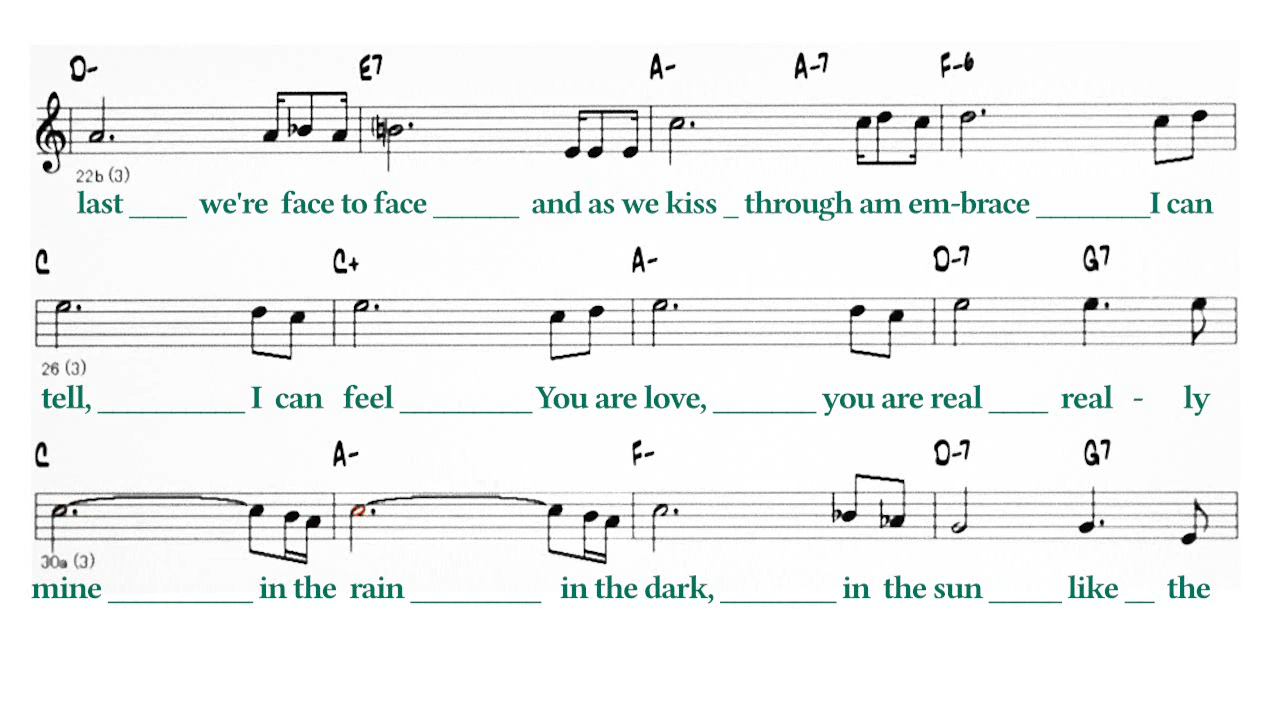 D- E7 A- A-7 F-6
22b (3)
last ____ we're face to face ______ and as we kiss _ through am em-brace ________ I can
C C+ A- D-7 G7
26 (3)
tell, __________ I can feel _________ You are love, _______ you are real ____ real - ly
C A- F- D-7 G7
30a (3)
mine __________ in the rain _________ in the dark, ________ in the sun _____ like __ the